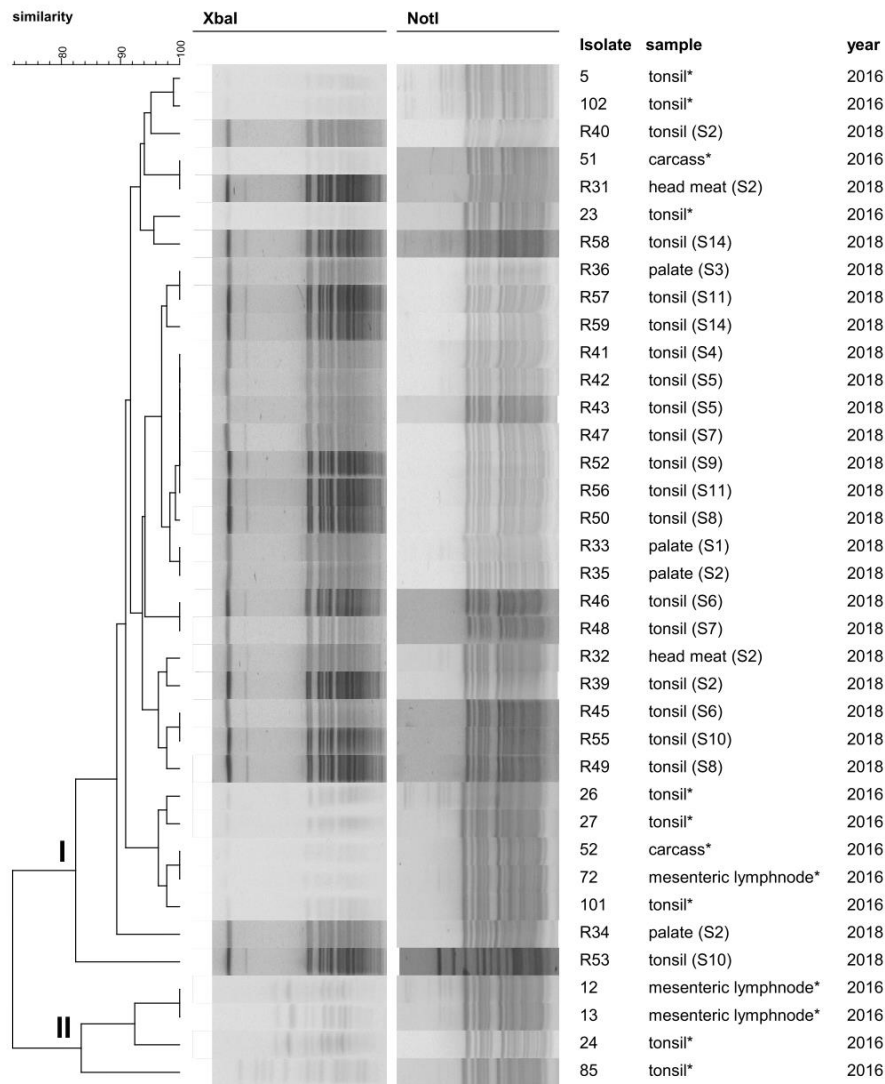 similarity
XbaI
NotI
80
90
100
Isolate sample year
5 tonsil* 2016
102 tonsil* 2016
R40 tonsil (S2) 2018
51 carcass* 2016
R31 head meat (S2) 2018
23 tonsil* 2016
R58 tonsil (S14) 2018
R36 palate (S3) 2018
R57 tonsil (S11) 2018
R59 tonsil (S14) 2018
R41 tonsil (S4) 2018
R42 tonsil (S5) 2018
R43 tonsil (S5) 2018
R47 tonsil (S7) 2018
R52 tonsil (S9) 2018
R56 tonsil (S11) 2018
R50 tonsil (S8) 2018
R33 palate (S1) 2018
R35 palate (S2) 2018
R46 tonsil (S6) 2018
R48 tonsil (S7) 2018
R32 head meat (S2) 2018
R39 tonsil (S2) 2018
R45 tonsil (S6) 2018
R55 tonsil (S10) 2018
R49 tonsil (S8) 2018
26 tonsil* 2016
27 tonsil* 2016
I
52 carcass* 2016
72 mesenteric lymphnode* 2016
101 tonsil* 2016
R34 palate (S2) 2018
R53 tonsil (S10) 2018
12 mesenteric lymphnode* 2016
II
13 mesenteric lymphnode* 2016
24 tonsil* 2016
85 tonsil* 2016